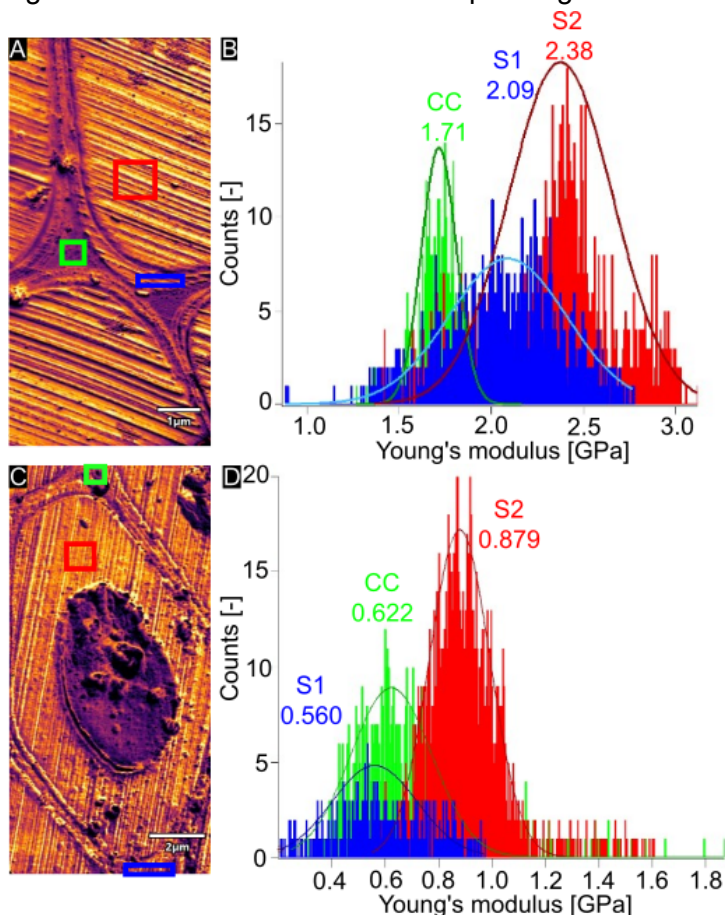 A
1µm
B
S2
2.38
S1
2.09
CC
1.71
Counts [-]
15
10
5
0
1.0
1.5
2.0
2.5
3.0
Young's modulus [GPa]
C
2µm
D
20
15
10
5
0
Counts [-]
S2
0.879
CC
0.622
S1
0.560
0.4
0.6
0.8
1.0
1.2
1.4
1.6
1.8
Young's modulus [GPa]